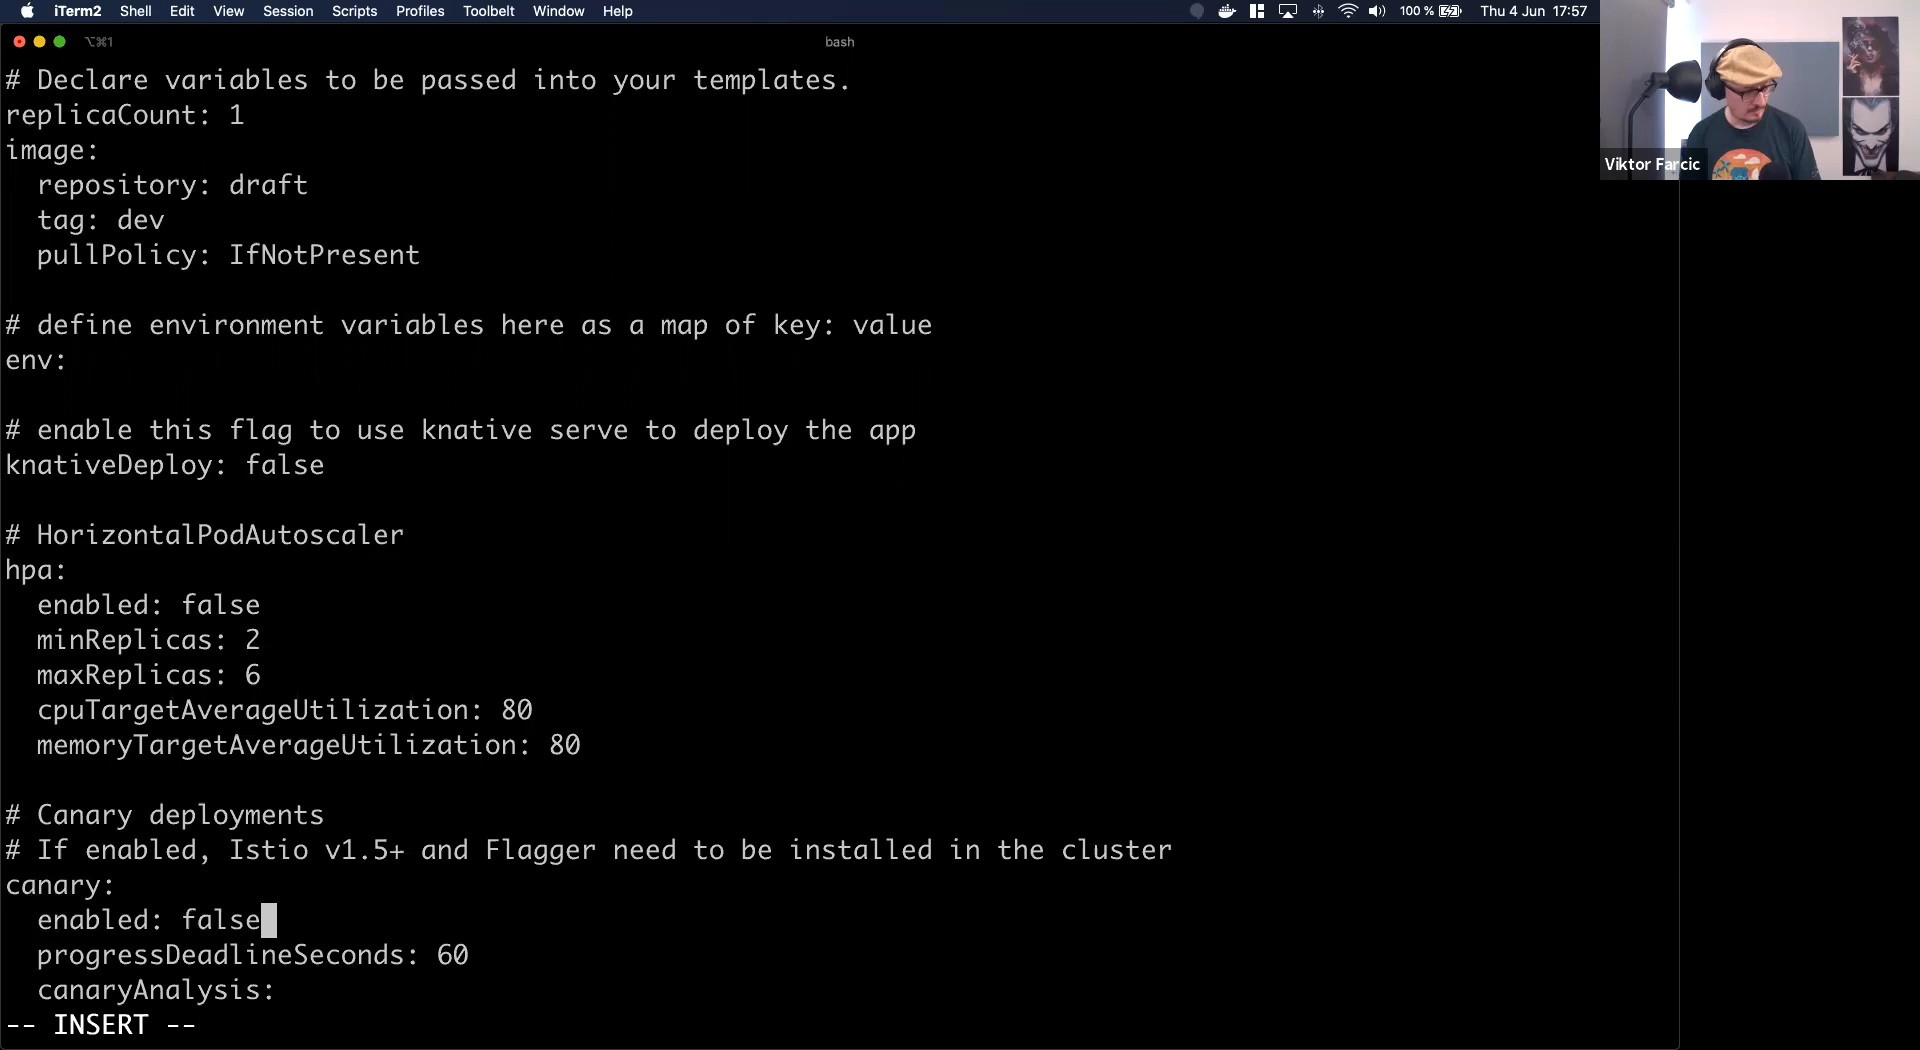 iTerm2 Shell Edit View Session Scripts Profiles Toolbelt Window Help 100 % Thu 4 Jun 17:57
⌥⌘1 bash
# Declare variables to be passed into your templates.
replicaCount: 1
image:
  repository: draft
  tag: dev
  pullPolicy: IfNotPresent
# define environment variables here as a map of key: value
env:
# enable this flag to use knative serve to deploy the app
knativeDeploy: false
# HorizontalPodAutoscaler
hpa:
  enabled: false
  minReplicas: 2
  maxReplicas: 6
  cpuTargetAverageUtilization: 80
  memoryTargetAverageUtilization: 80
# Canary deployments
# If enabled, Istio v1.5+ and Flagger need to be installed in the cluster
canary:
  enabled: false
  progressDeadlineSeconds: 60
  canaryAnalysis:
-- INSERT --
Viktor Farcic